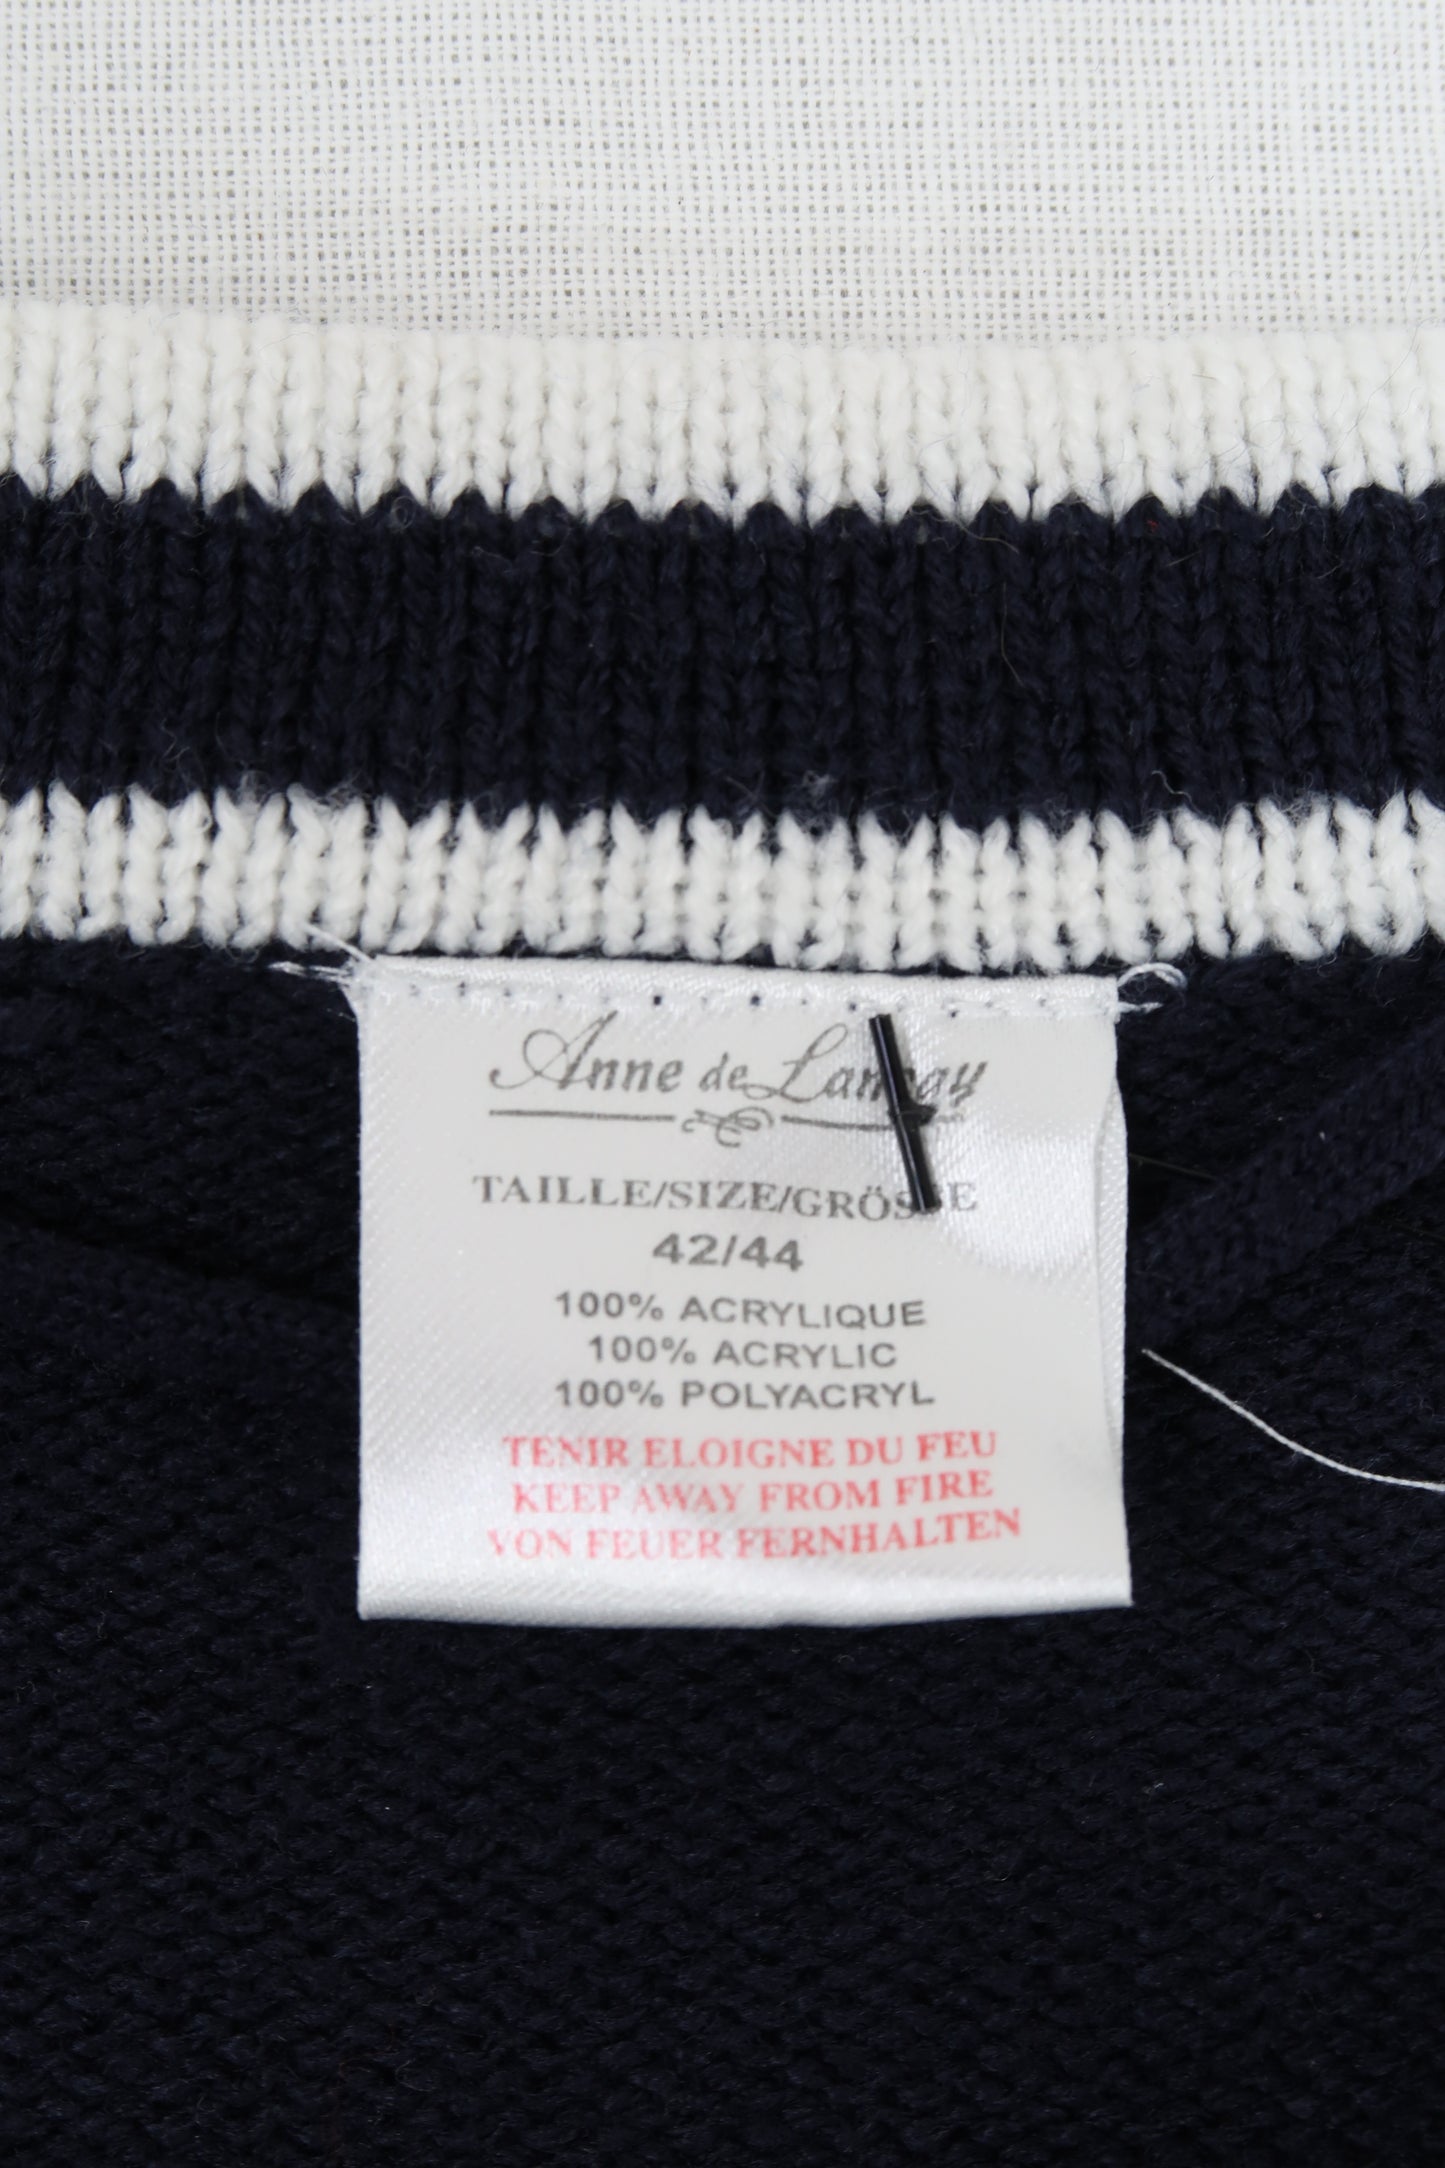 Anne de Lançay
TAILLE/SIZE/GRÖSSE
42/44
100% ACRYLIQUE
100% ACRYLIC
100% POLYACRYL
TENIR ELOIGNE DU FEU
KEEP AWAY FROM FIRE
VON FEUER FERNHALTEN